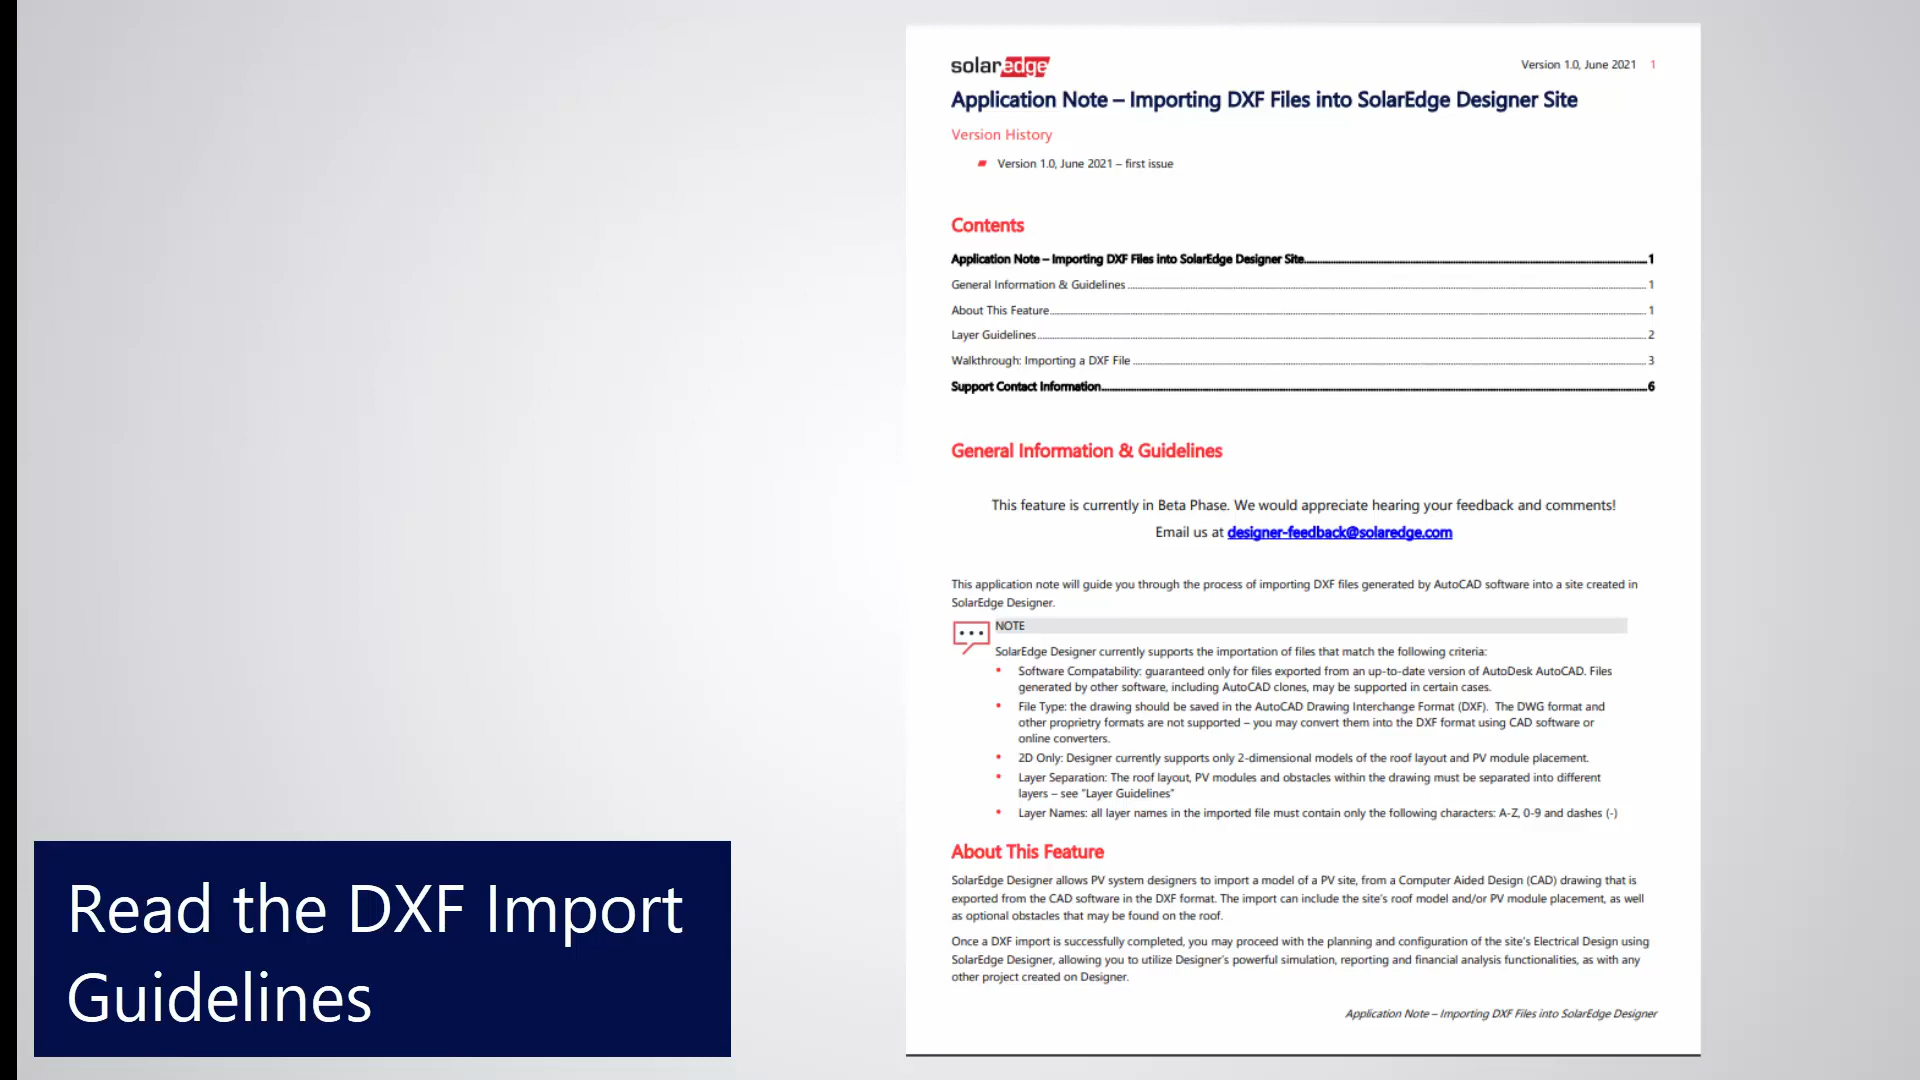 solaredge
Version 1.0, June 2021 1
Application Note – Importing DXF Files into SolarEdge Designer Site
Version History
Version 1.0, June 2021 – first issue
Contents
Application Note – Importing DXF Files into SolarEdge Designer Site 1
General Information & Guidelines 1
About This Feature 1
Layer Guidelines 2
Walkthrough: Importing a DXF File 3
Support Contact Information 6
General Information & Guidelines
This feature is currently in Beta Phase. We would appreciate hearing your feedback and comments!
Email us at designer-feedback@solaredge.com
This application note will guide you through the process of importing DXF files generated by AutoCAD software into a site created in
SolarEdge Designer.
NOTE
SolarEdge Designer currently supports the importation of files that match the following criteria:
• Software Compatability: guaranteed only for files exported from an up-to-date version of AutoDesk AutoCAD. Files
generated by other software, including AutoCAD clones, may be supported in certain cases.
• File Type: the drawing should be saved in the AutoCAD Drawing Interchange Format (DXF). The DWG format and
other proprietry formats are not supported – you may convert them into the DXF format using CAD software or
online converters.
• 2D Only: Designer currently supports only 2-dimensional models of the roof layout and PV module placement.
• Layer Separation: The roof layout, PV modules and obstacles within the drawing must be separated into different
layers – see "Layer Guidelines"
• Layer Names: all layer names in the imported file must contain only the following characters: A-Z, 0-9 and dashes (-)
About This Feature
SolarEdge Designer allows PV system designers to import a model of a PV site, from a Computer Aided Design (CAD) drawing that is
exported from the CAD software in the DXF format. The import can include the site's roof model and/or PV module placement, as well
as optional obstacles that may be found on the roof.
Once a DXF import is successfully completed, you may proceed with the planning and configuration of the site's Electrical Design using
SolarEdge Designer, allowing you to utilize Designer's powerful simulation, reporting and financial analysis functionalities, as with any
other project created on Designer.
Application Note – Importing DXF Files into SolarEdge Designer
Read the DXF Import
Guidelines